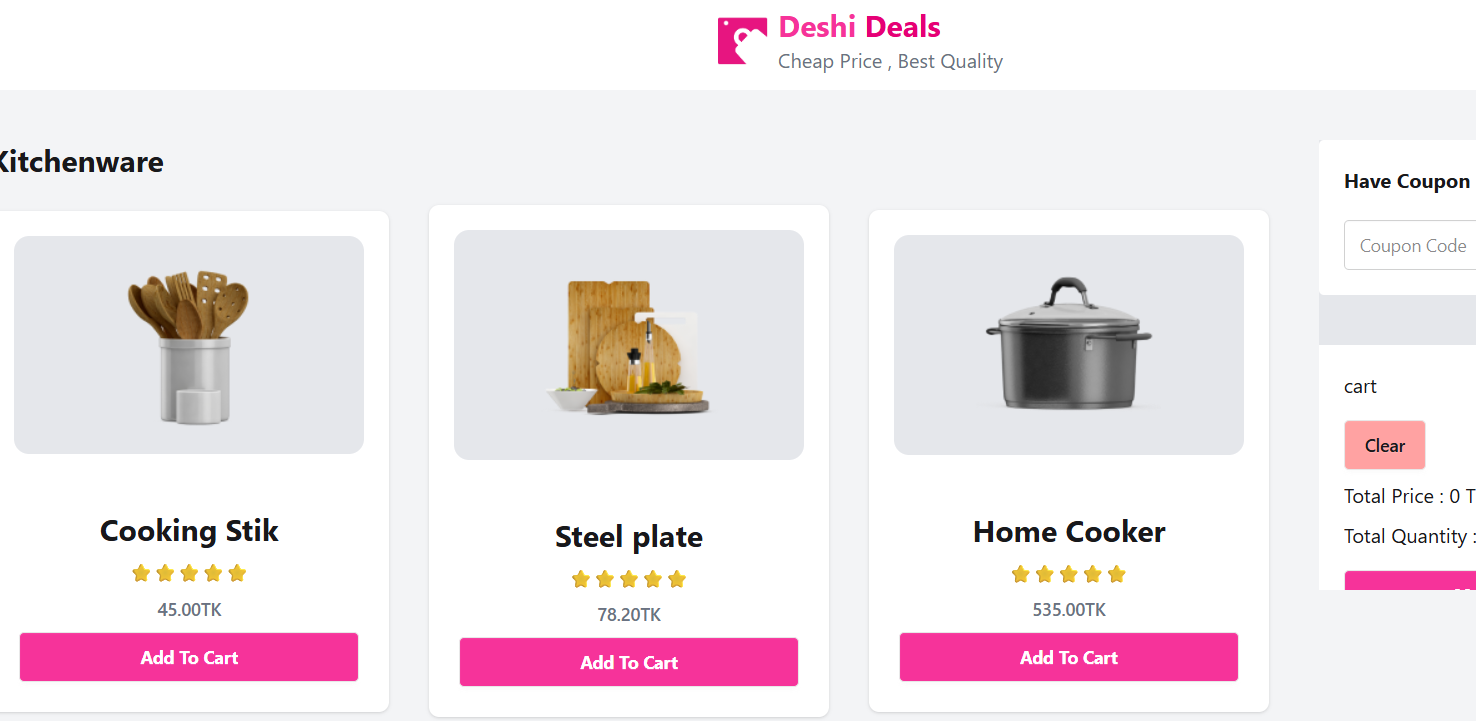 Deshi Deals
Cheap Price , Best Quality
Kitchenware
Cooking Stik
45.00TK
Add To Cart
Steel plate
78.20TK
Add To Cart
Home Cooker
535.00TK
Add To Cart
Have Coupon
Coupon Code
cart
Clear
Total Price : 0 T
Total Quantity :